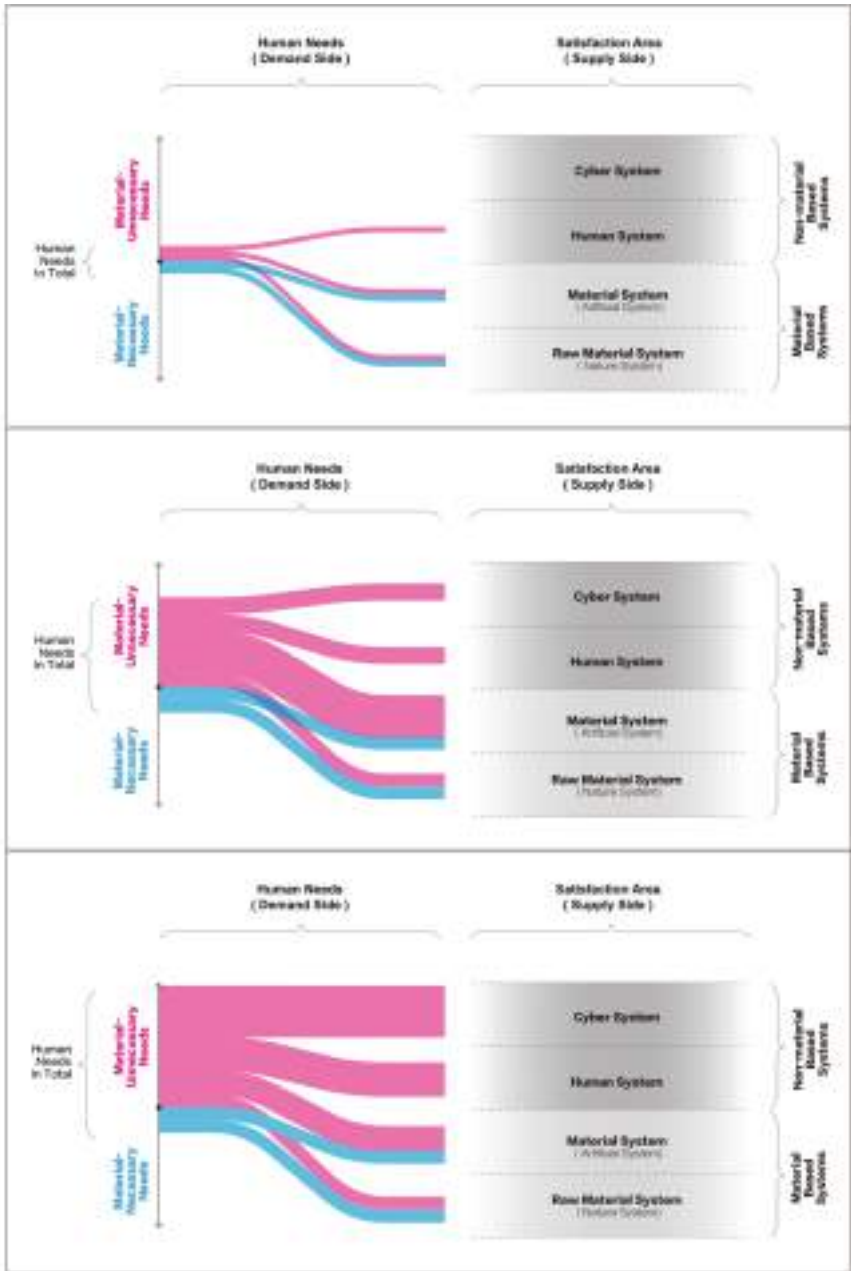 Human Needs
( Demand Side )
Satisfaction Area
( Supply Side )
Material-
Unnecessary
Needs
Human
Needs
In Total
Material-
Necessary
Needs
Cyber System
Human System
Material System
( Artificial System )
Raw Material System
( Nature System )
Non-material
Based
Systems
Material
Based
Systems
Human Needs
( Demand Side )
Satisfaction Area
( Supply Side )
Material-
Unnecessary
Needs
Human
Needs
In Total
Material-
Necessary
Needs
Cyber System
Human System
Material System
( Artificial System )
Raw Material System
( Nature System )
Non-material
Based
Systems
Material
Based
Systems
Human Needs
( Demand Side )
Satisfaction Area
( Supply Side )
Material-
Unnecessary
Needs
Human
Needs
In Total
Material-
Necessary
Needs
Cyber System
Human System
Material System
( Artificial System )
Raw Material System
( Nature System )
Non-material
Based
Systems
Material
Based
Systems